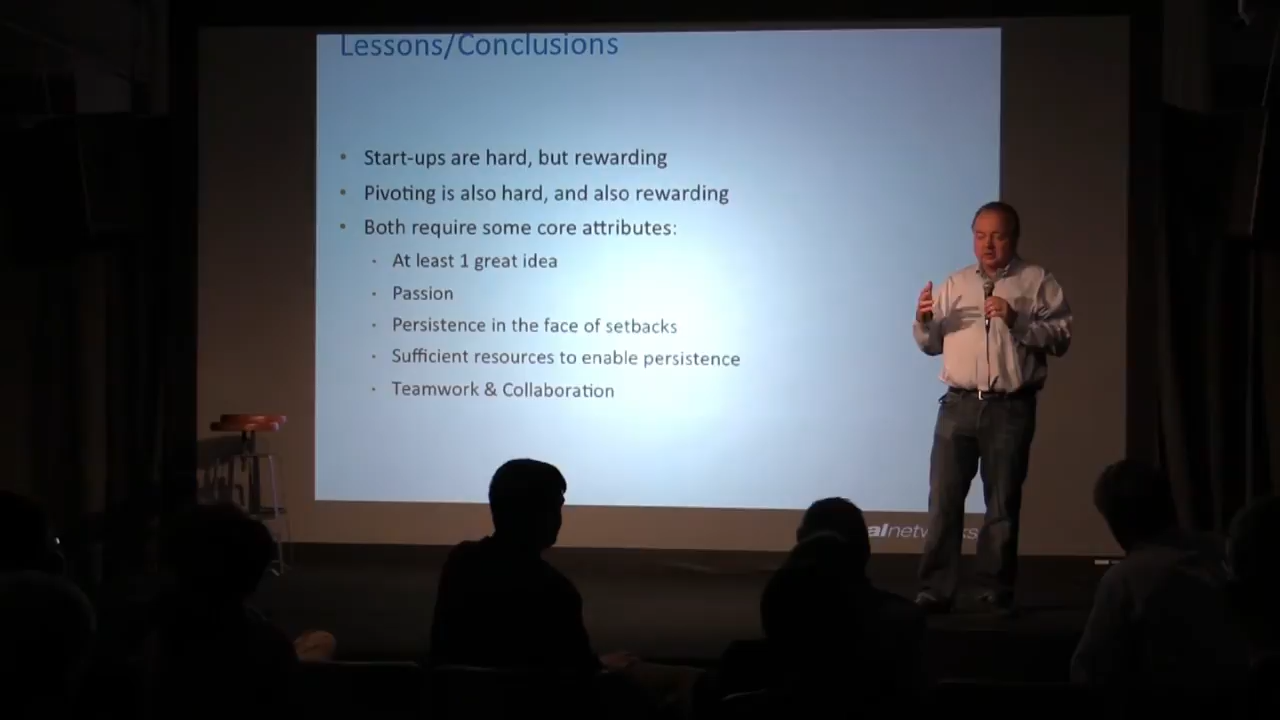 Lessons/Conclusions
• Start-ups are hard, but rewarding
• Pivoting is also hard, and also rewarding
• Both require some core attributes:
· At least 1 great idea
· Passion
· Persistence in the face of setbacks
· Sufficient resources to enable persistence
· Teamwork & Collaboration